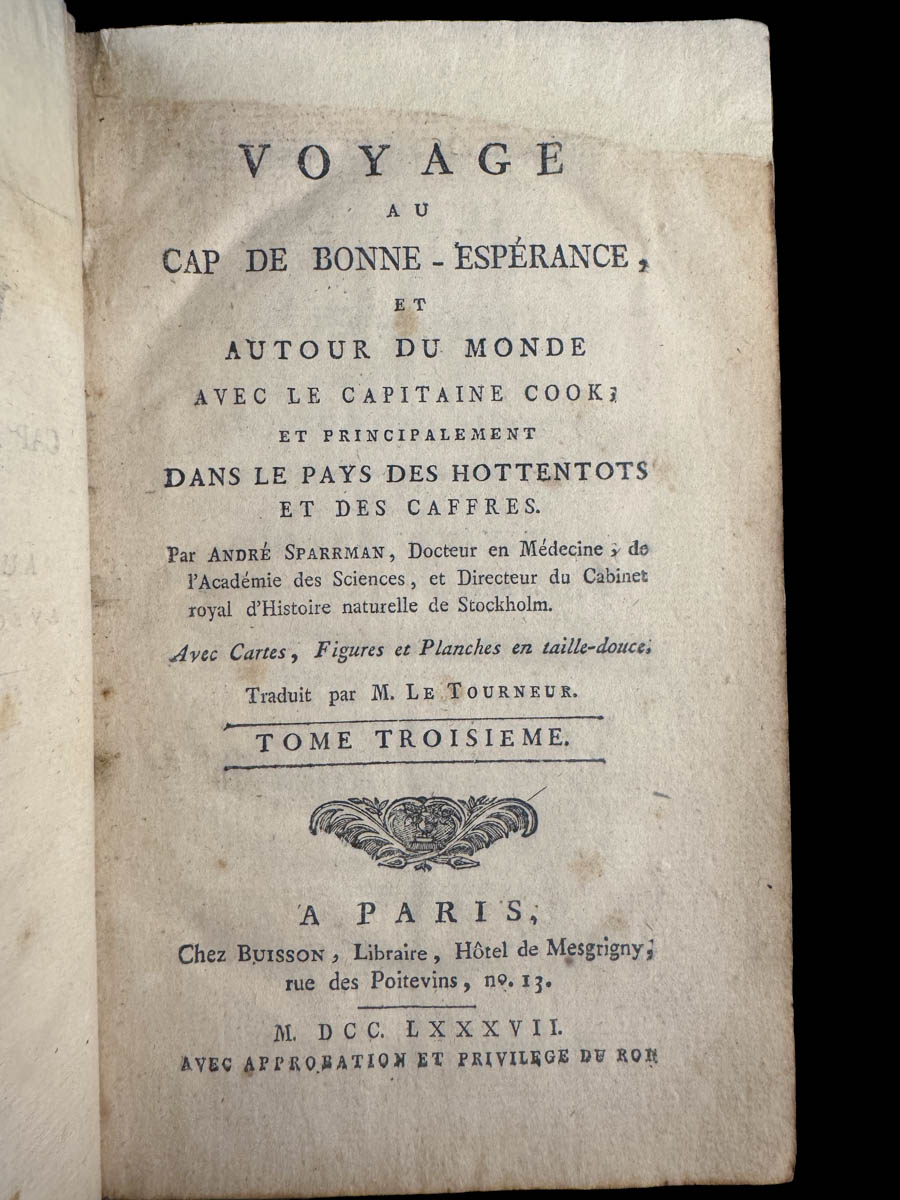 VOYAGE
AU
CAP DE BONNE-ESPÉRANCE,
ET
AUTOUR DU MONDE
AVEC LE CAPITAINE COOK;
ET PRINCIPALEMENT
DANS LE PAYS DES HOTTENTOTS
ET DES CAFFRES.
Par ANDRÉ SPARRMAN, Docteur en Médecine, de
l'Académie des Sciences, et Directeur du Cabinet
royal d'Histoire naturelle de Stockholm.
Avec Cartes, Figures et Planches en taille-douce.
Traduit par M. LE TOURNEUR.
TOME TROISIEME.
A PARIS,
Chez BUISSON, Libraire, Hôtel de Mesgrigny,
rue des Poitevins, nº. 13.
M. DCC. LXXXVII.
AVEC APPROBATION ET PRIVILEGE DU ROI.